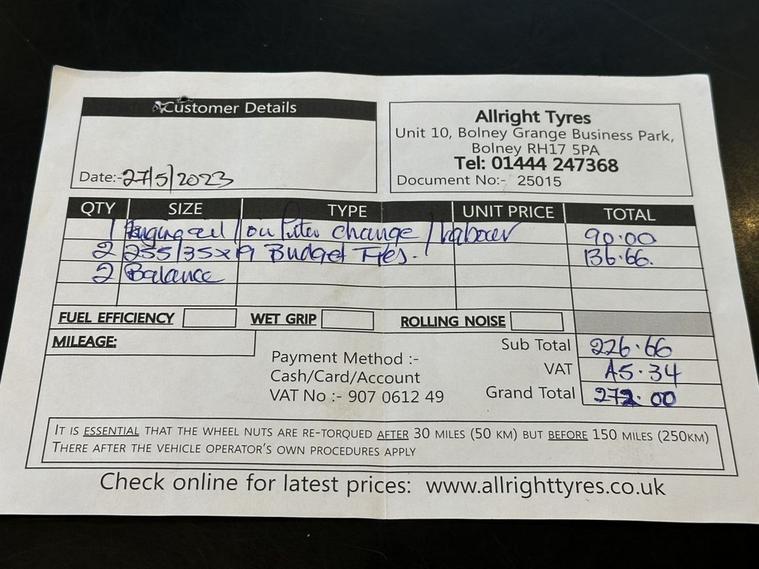 Customer Details
Date:- 27/5/2023
Allright Tyres
Unit 10, Bolney Grange Business Park,
Bolney RH17 5PA
Tel: 01444 247368
Document No:- 25015
QTY SIZE TYPE UNIT PRICE TOTAL
1 change / Labour 90.00
2 255/35x19 Budget Tyres. 136.66.
2 Balance
FUEL EFFICIENCY WET GRIP ROLLING NOISE
MILEAGE:
Payment Method :-
Cash/Card/Account
VAT No :- 907 0612 49
Sub Total 226.66
VAT 45.34
Grand Total 272.00
IT IS ESSENTIAL THAT THE WHEEL NUTS ARE RE-TORQUED AFTER 30 MILES (50 KM) BUT BEFORE 150 MILES (250KM)
THERE AFTER THE VEHICLE OPERATOR'S OWN PROCEDURES APPLY
Check online for latest prices: www.allrighttyres.co.uk